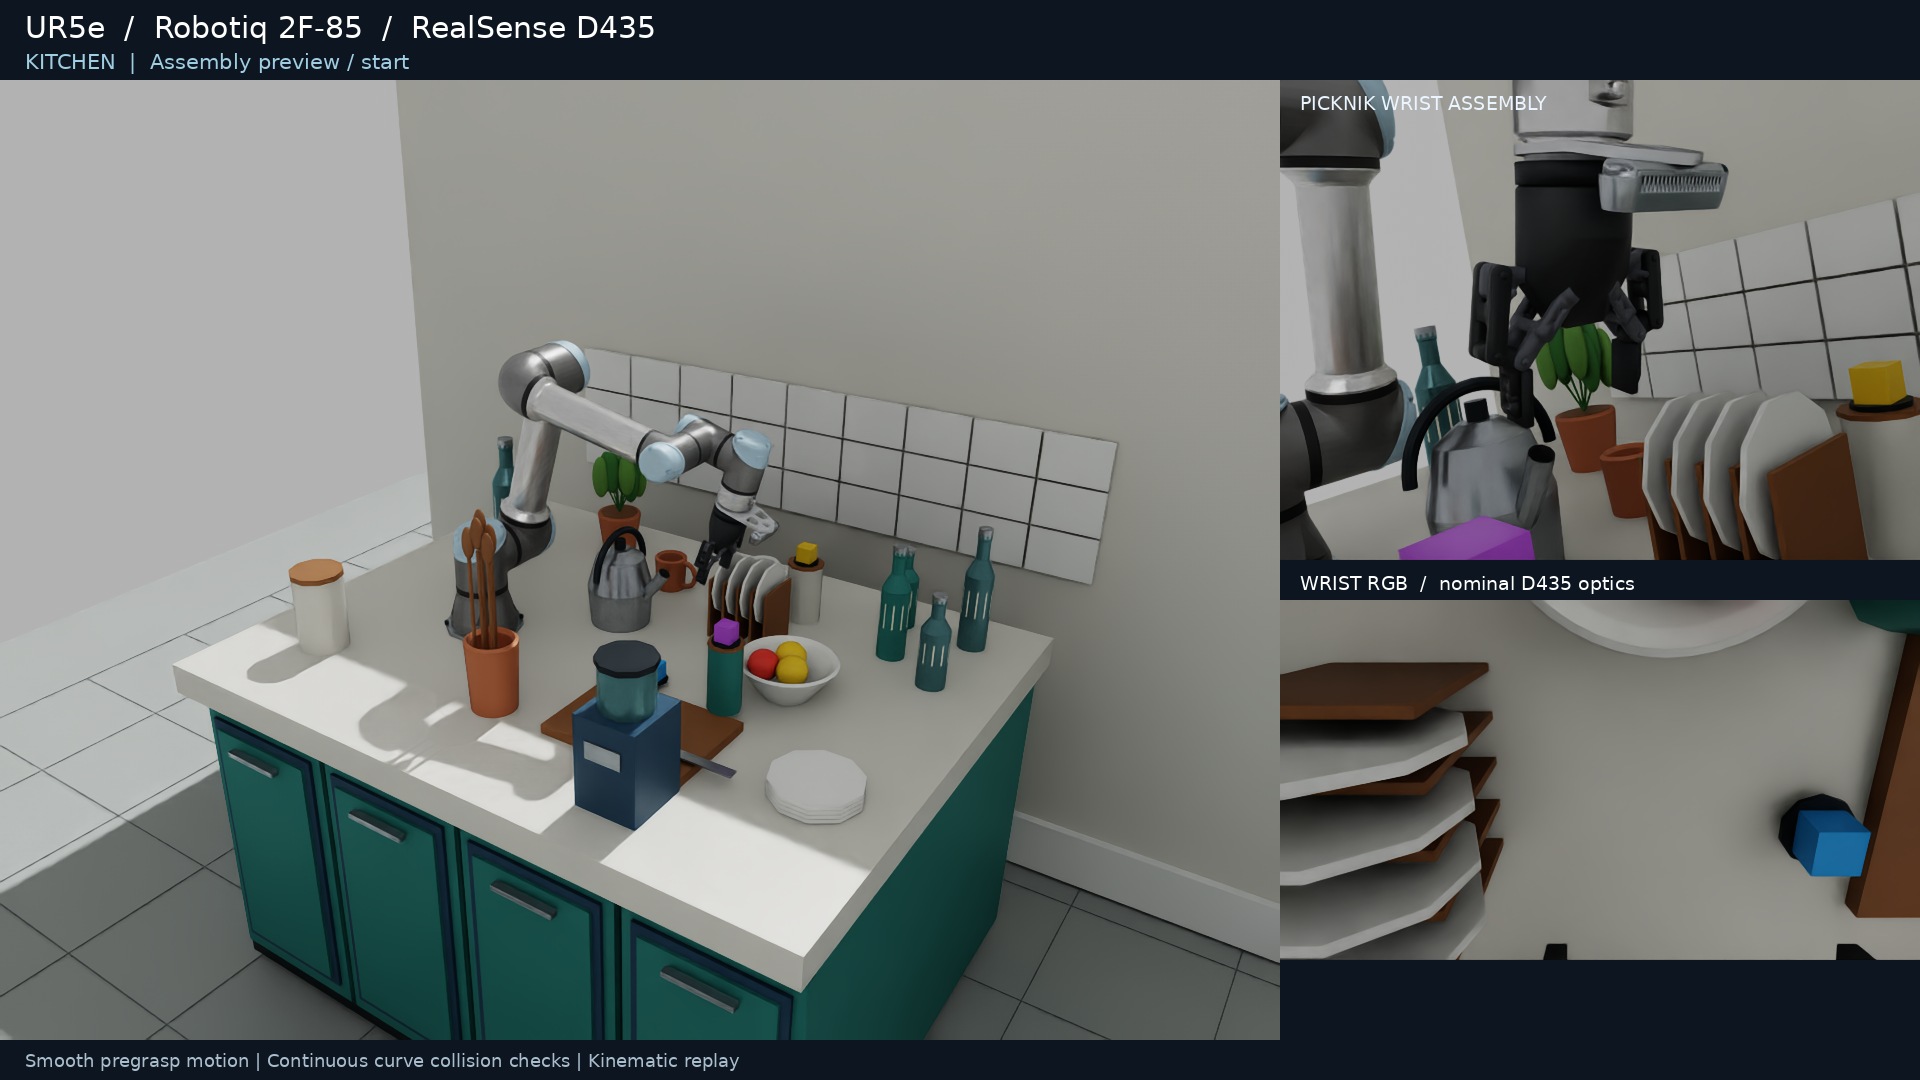 UR5e / Robotiq 2F-85 / RealSense D435
KITCHEN | Assembly preview / start
PICKNIK WRIST ASSEMBLY
WRIST RGB / nominal D435 optics
Smooth pregrasp motion | Continuous curve collision checks | Kinematic replay